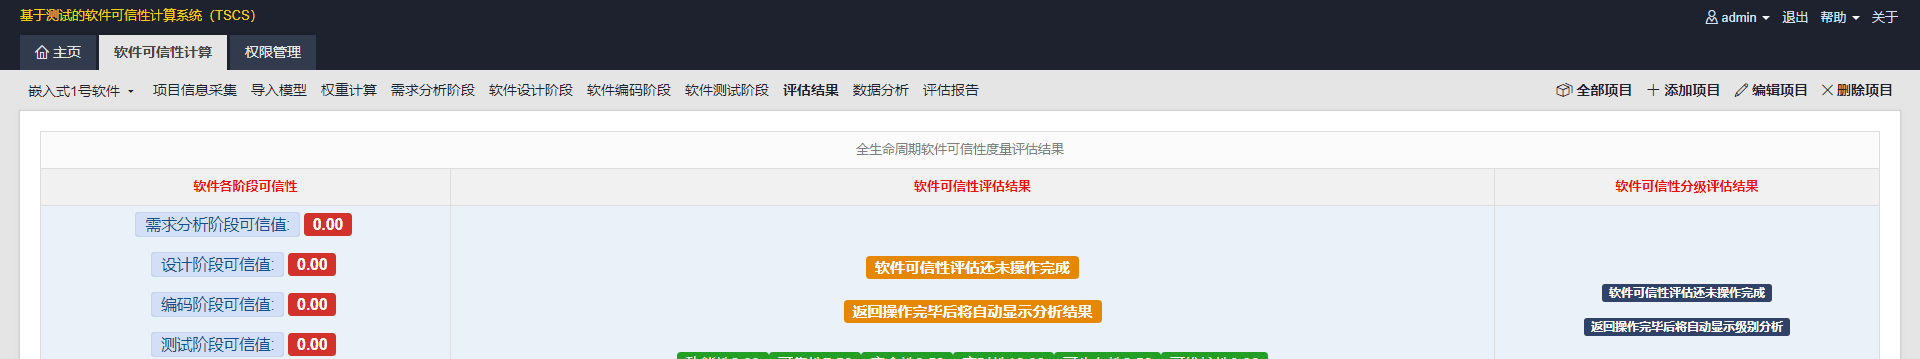 基于测试的软件可信性计算系统（TSCS）
admin 退出 帮助 关于
主页 软件可信性计算 权限管理
嵌入式1号软件 项目信息采集 导入模型 权重计算 需求分析阶段 软件设计阶段 软件编码阶段 软件测试阶段 评估结果 数据分析 评估报告 全部项目 添加项目 编辑项目 删除项目
全生命周期软件可信性度量评估结果
软件各阶段可信性 软件可信性评估结果 软件可信性分级评估结果
需求分析阶段可信值: 0.00
设计阶段可信值: 0.00
编码阶段可信值: 0.00
测试阶段可信值: 0.00
软件可信性评估还未操作完成
返回操作完毕后将自动显示分析结果
软件可信性评估还未操作完成
返回操作完毕后将自动显示级别分析